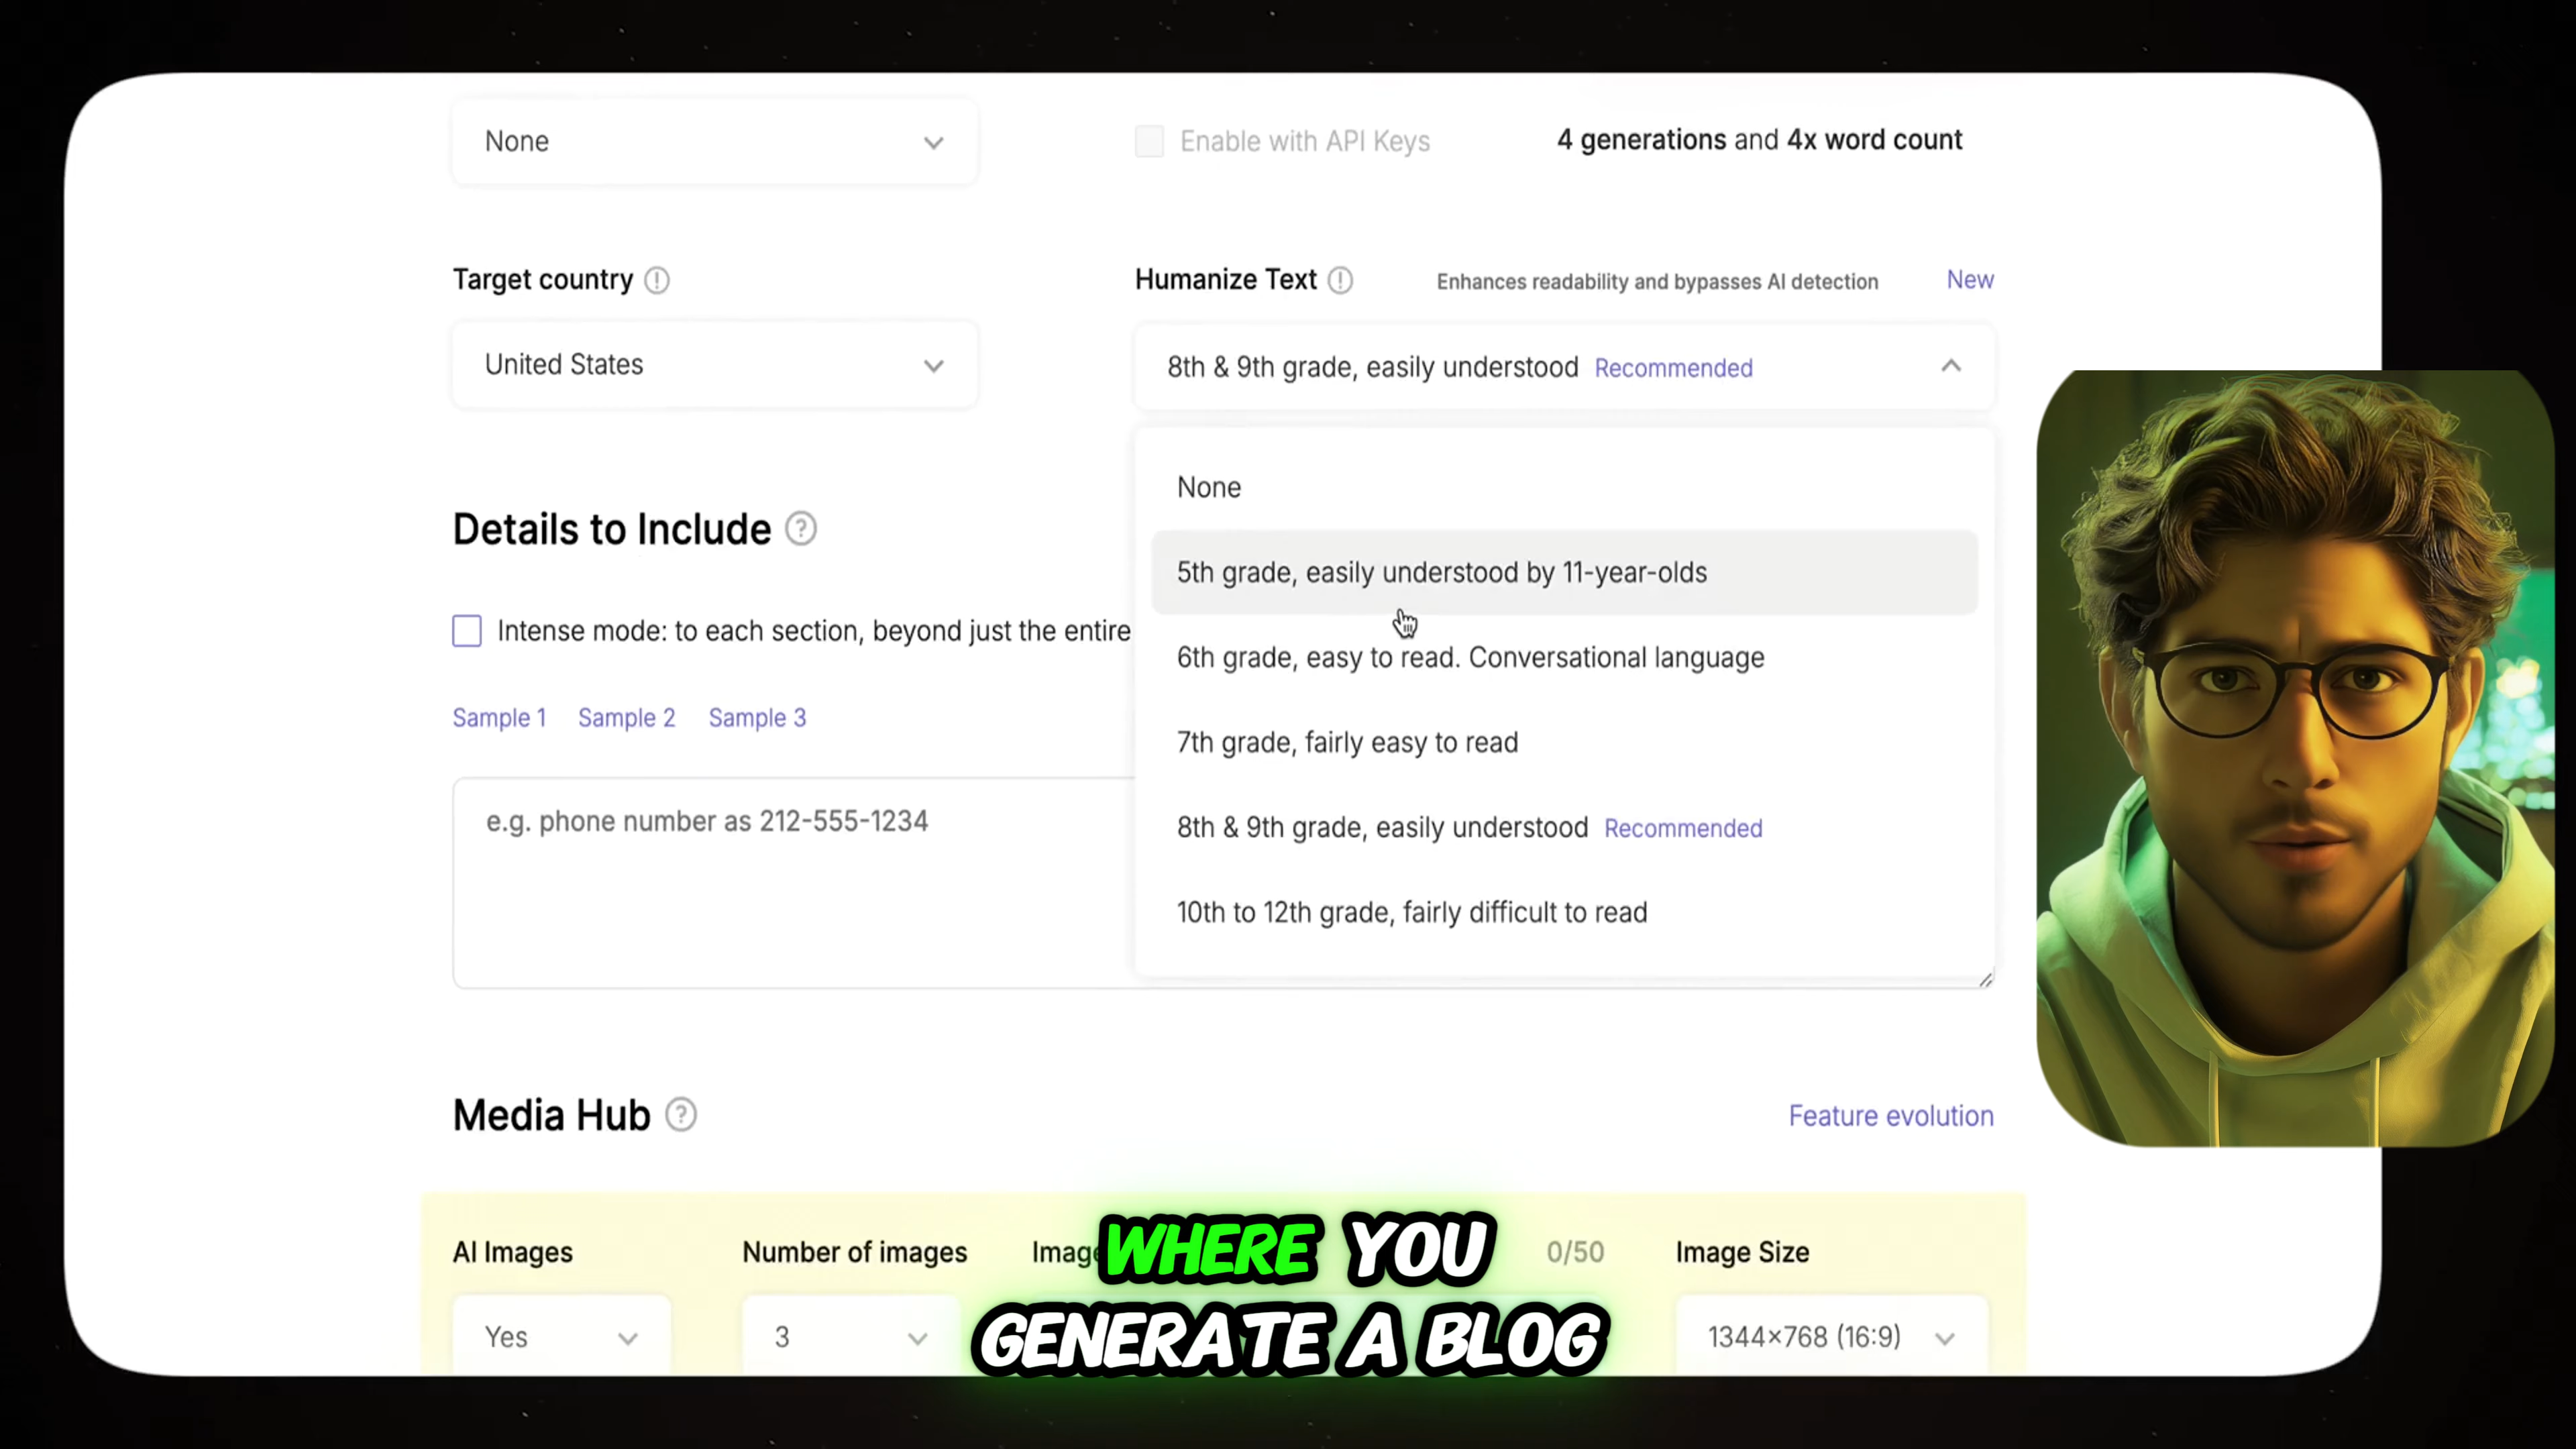 None
Enable with API Keys
4 generations and 4x word count
Target country
Humanize Text
Enhances readability and bypasses AI detection
New
United States
8th & 9th grade, easily understood Recommended
None
5th grade, easily understood by 11-year-olds
6th grade, easy to read. Conversational language
7th grade, fairly easy to read
8th & 9th grade, easily understood Recommended
10th to 12th grade, fairly difficult to read
Details to Include
Intense mode: to each section, beyond just the entire
Sample 1 Sample 2 Sample 3
e.g. phone number as 212-555-1234
Media Hub
Feature evolution
AI Images
Number of images
0/50
Image Size
Yes
3
1344×768 (16:9)
WHERE YOU
GENERATE A BLOG